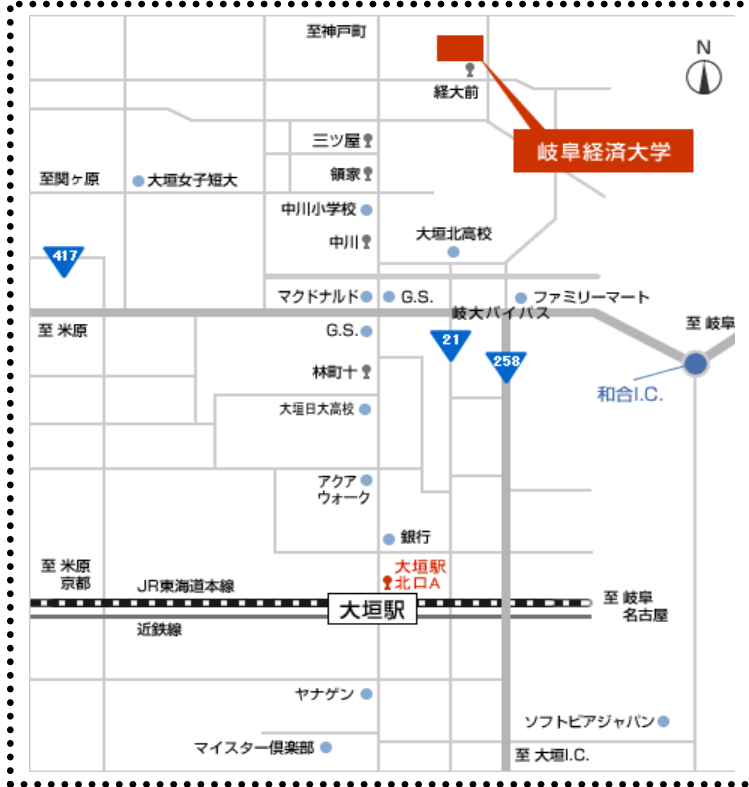 至神戸町
N
経大前
岐阜経済大学
三ツ屋
領家
至関ヶ原
大垣女子短大
中川小学校
中川
大垣北高校
417
マクドナルド
G.S.
ファミリーマート
岐大バイパス
至 米原
G.S.
21
258
至 岐阜
林町十
和合I.C.
大垣日大高校
アクア
ウォーク
銀行
大垣駅
北口A
至 米原
京都
JR東海道本線
大垣駅
至 岐阜
名古屋
近鉄線
ヤナゲン
ソフトピアジャパン
マイスター倶楽部
至 大垣I.C.